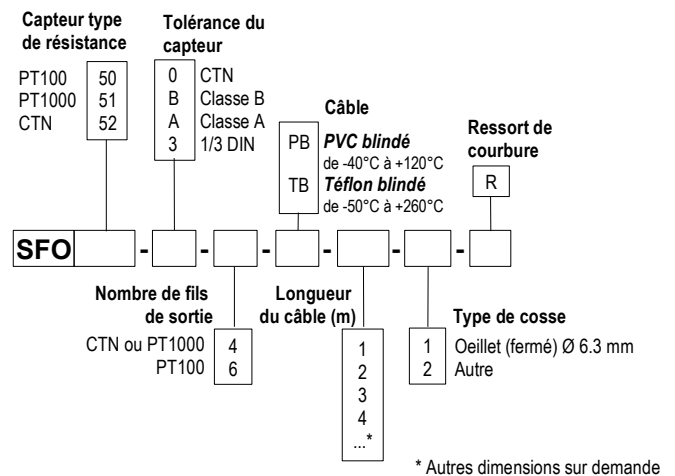 Capteur type
de résistance
PT100 50
PT1000 51
CTN 52
Tolérance du
capteur
0 CTN
B Classe B
A Classe A
3 1/3 DIN
Câble
PB PVC blindé
de -40°C à +120°C
TB Téflon blindé
de -50°C à +260°C
Ressort de
courbure
R
SFO - - - - - -
Nombre de fils
de sortie
CTN ou PT1000 4
PT100 6
Longueur
du câble (m)
1
2
3
4
...*
Type de cosse
1 Oeillet (fermé) Ø 6.3 mm
2 Autre
* Autres dimensions sur demande